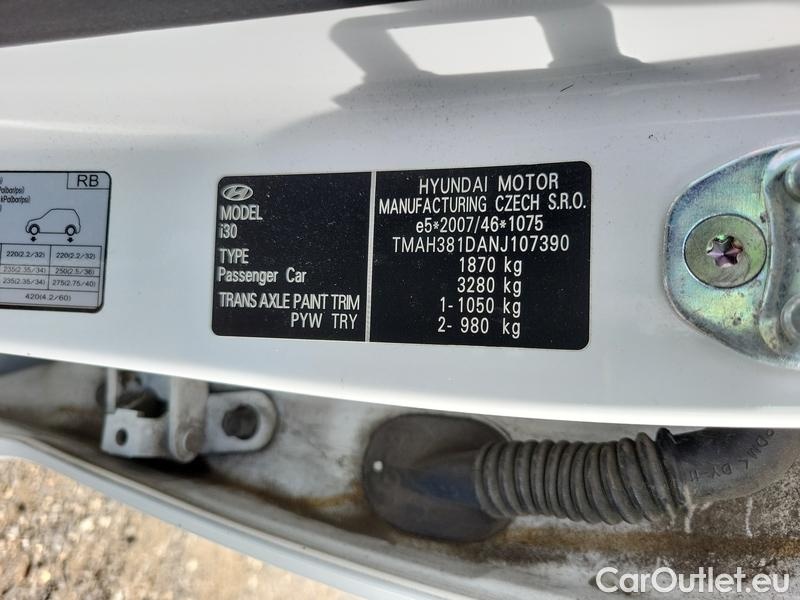 RB
220(2.2/32) 220(2.2/32)
235(2.35/34) 250(2.5/36)
235(2.35/34) 275(2.75/40)
420(4.2/60)
MODEL
i30
TYPE
Passenger Car
TRANS AXLE PAINT TRIM
PYW TRY
HYUNDAI MOTOR
MANUFACTURING CZECH S.R.O.
e5*2007/46*1075
TMAH381DANJ107390
1870 kg
3280 kg
1- 1050 kg
2- 980 kg
CarOutlet.eu